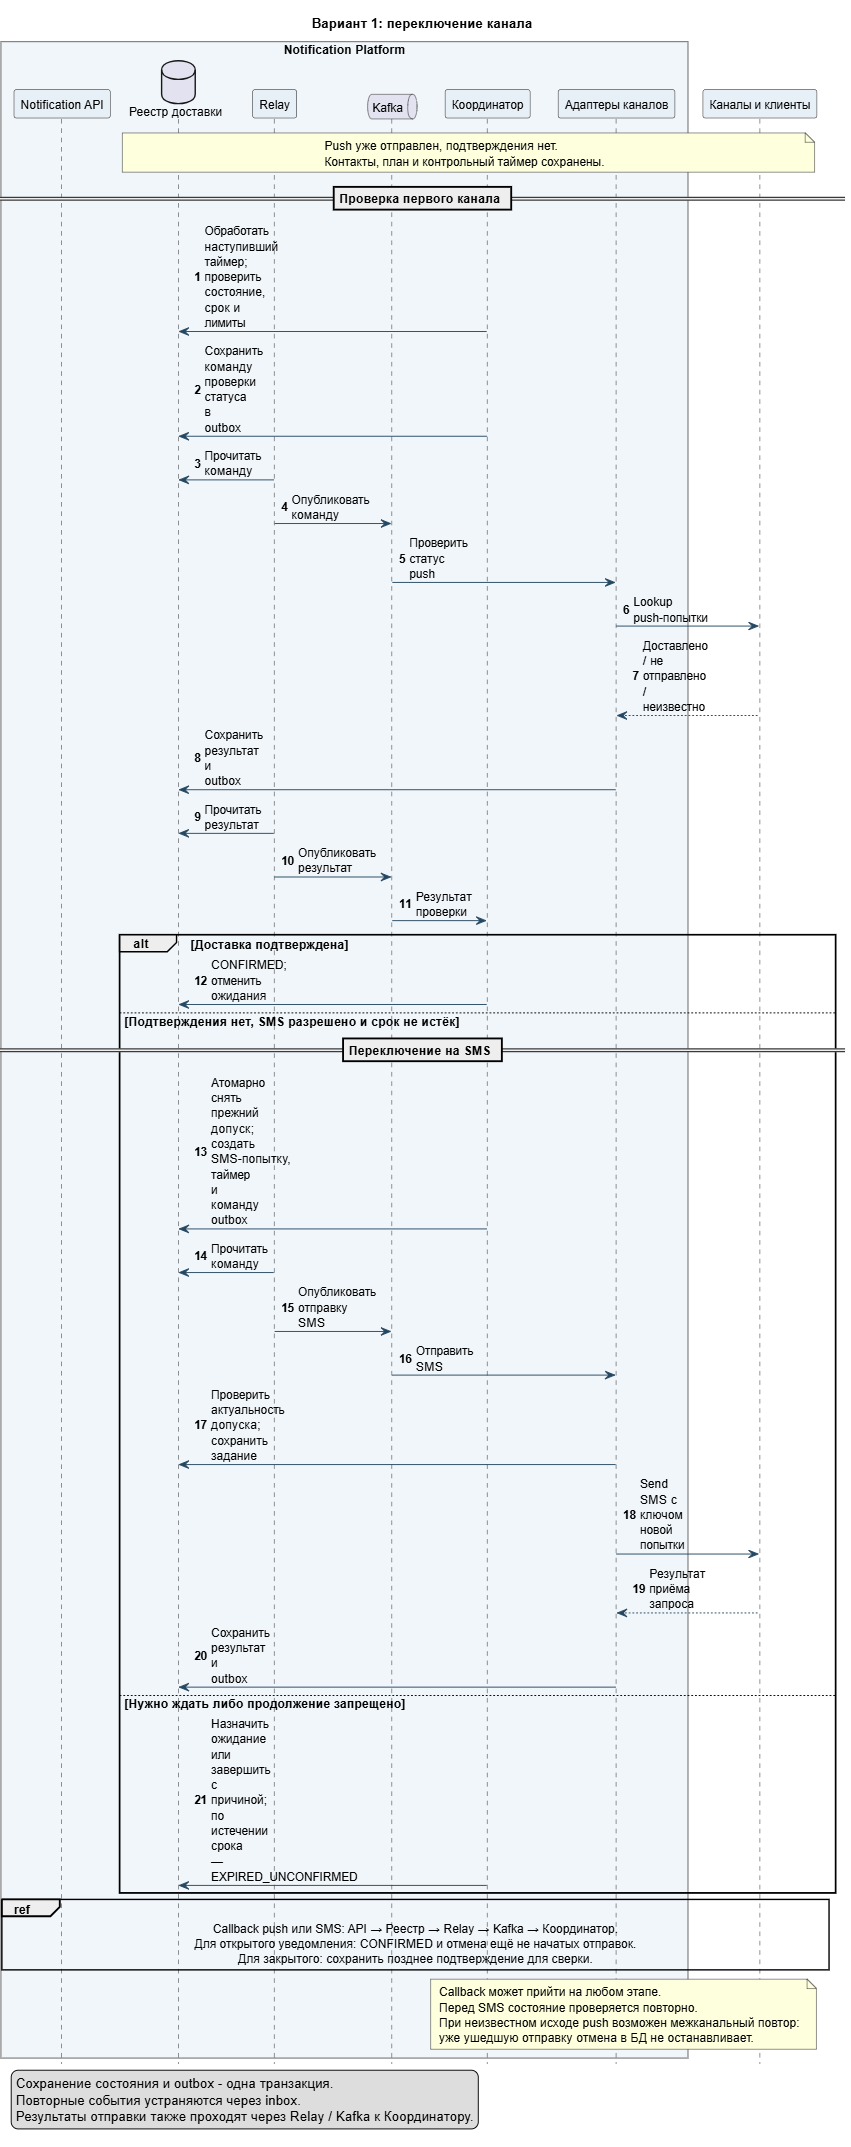 Вариант 1: переключение канала
Notification Platform
Notification API
Реестр доставки
Relay
Kafka
Координатор
Адаптеры каналов
Каналы и клиенты
Push уже отправлен, подтверждения нет.
Контакты, план и контрольный таймер сохранены.
Проверка первого канала
Обработать
наступивший
таймер;
1 проверить
состояние,
срок и
лимиты
Сохранить
команду
проверки
2 статуса
в
outbox
3 Прочитать
команду
4 Опубликовать
команду
Проверить
5 статус
push
6 Lookup
push-попытки
Доставлено
/ не
7 отправлено
/
неизвестно
Сохранить
результат
8 и
outbox
9 Прочитать
результат
10 Опубликовать
результат
11 Результат
проверки
alt [Доставка подтверждена]
CONFIRMED;
12 отменить
ожидания
[Подтверждения нет, SMS разрешено и срок не истёк]
Переключение на SMS
Атомарно
снять
прежний
допуск;
13 создать
SMS-попытку,
таймер
и
команду
outbox
14 Прочитать
команду
Опубликовать
15 отправку
SMS
16 Отправить
SMS
Проверить
актуальность
17 допуска;
сохранить
задание
Send
SMS с
18 ключом
новой
попытки
Результат
19 приёма
запроса
Сохранить
20 результат
и
outbox
[Нужно ждать либо продолжение запрещено]
Назначить
ожидание
или
завершить
с
21 причиной;
по
истечении
срока
—
EXPIRED_UNCONFIRMED
ref
Callback push или SMS: API → Реестр → Relay → Kafka → Координатор.
Для открытого уведомления: CONFIRMED и отмена ещё не начатых отправок.
Для закрытого: сохранить позднее подтверждение для сверки.
Callback может прийти на любом этапе.
Перед SMS состояние проверяется повторно.
При неизвестном исходе push возможен межканальный повтор:
уже ушедшую отправку отмена в БД не останавливает.
Сохранение состояния и outbox - одна транзакция.
Повторные события устраняются через inbox.
Результаты отправки также проходят через Relay / Kafka к Координатору.